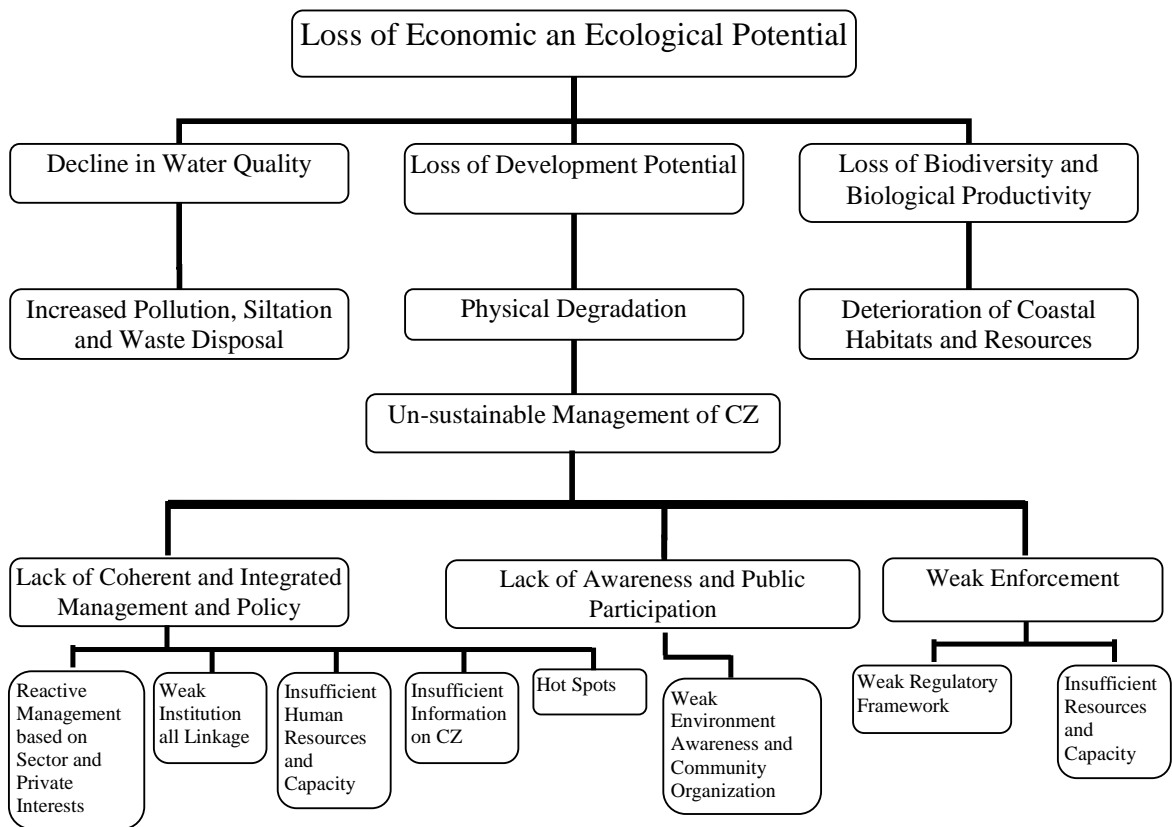 Loss of Economic an Ecological Potential
Decline in Water Quality
Loss of Development Potential
Loss of Biodiversity and
Biological Productivity
Increased Pollution, Siltation
and Waste Disposal
Physical Degradation
Deterioration of Coastal
Habitats and Resources
Un-sustainable Management of CZ
Lack of Coherent and Integrated
Management and Policy
Lack of Awareness and Public
Participation
Weak Enforcement
Reactive
Management
based on
Sector and
Private
Interests
Weak
Institution
all Linkage
Insufficient
Human
Resources
and
Capacity
Insufficient
Information
on CZ
Hot Spots
Weak
Environment
Awareness and
Community
Organization
Weak Regulatory
Framework
Insufficient
Resources
and
Capacity